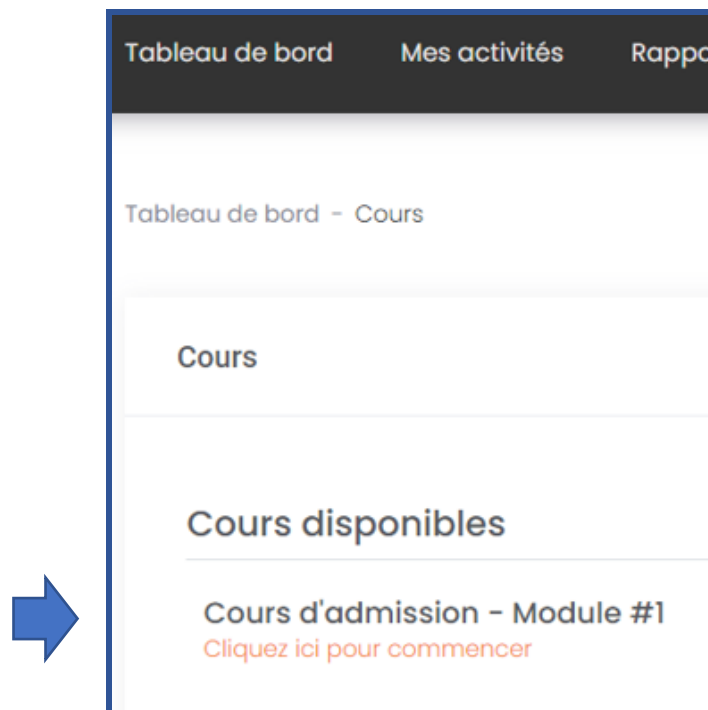 Tableau de bord Mes activités
Tableau de bord - Cours
Cours
Cours disponibles
Cours d'admission - Module #1
Cliquez ici pour commencer